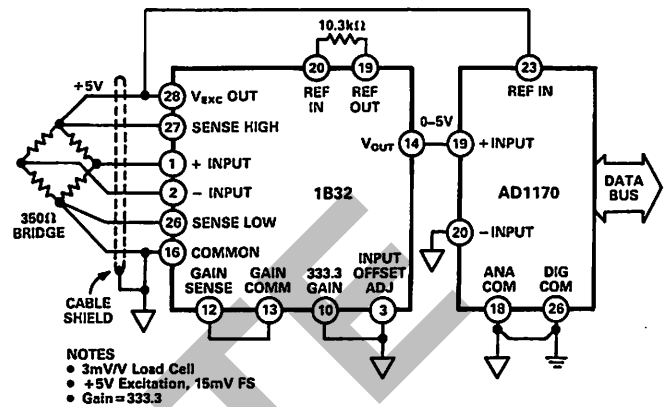 10.3kΩ
+5V
28
VEXC OUT
20
REF
IN
19
REF
OUT
23
REF IN
27
SENSE HIGH
1
+ INPUT
2
− INPUT
26
SENSE LOW
16
COMMON
1B32
VOUT
14
0–5V
19
+INPUT
AD1170
20
−INPUT
DATA
BUS
350Ω
BRIDGE
CABLE
SHIELD
GAIN
SENSE
12
GAIN
COMM
13
333.3
GAIN
10
INPUT
OFFSET
ADJ
3
ANA
COM
18
DIG
COM
26
NOTES
• 3mV/V Load Cell
• +5V Excitation, 15mV FS
• Gain=333.3